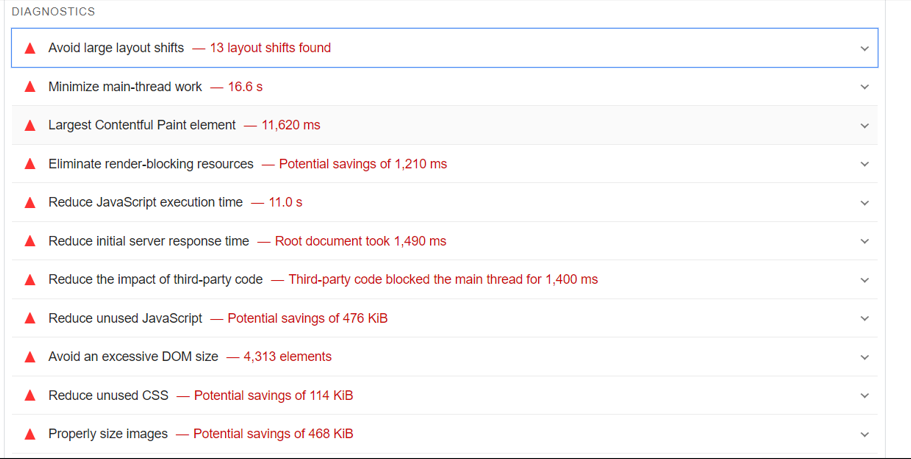 DIAGNOSTICS
Avoid large layout shifts — 13 layout shifts found
Minimize main-thread work — 16.6 s
Largest Contentful Paint element — 11,620 ms
Eliminate render-blocking resources — Potential savings of 1,210 ms
Reduce JavaScript execution time — 11.0 s
Reduce initial server response time — Root document took 1,490 ms
Reduce the impact of third-party code — Third-party code blocked the main thread for 1,400 ms
Reduce unused JavaScript — Potential savings of 476 KiB
Avoid an excessive DOM size — 4,313 elements
Reduce unused CSS — Potential savings of 114 KiB
Properly size images — Potential savings of 468 KiB